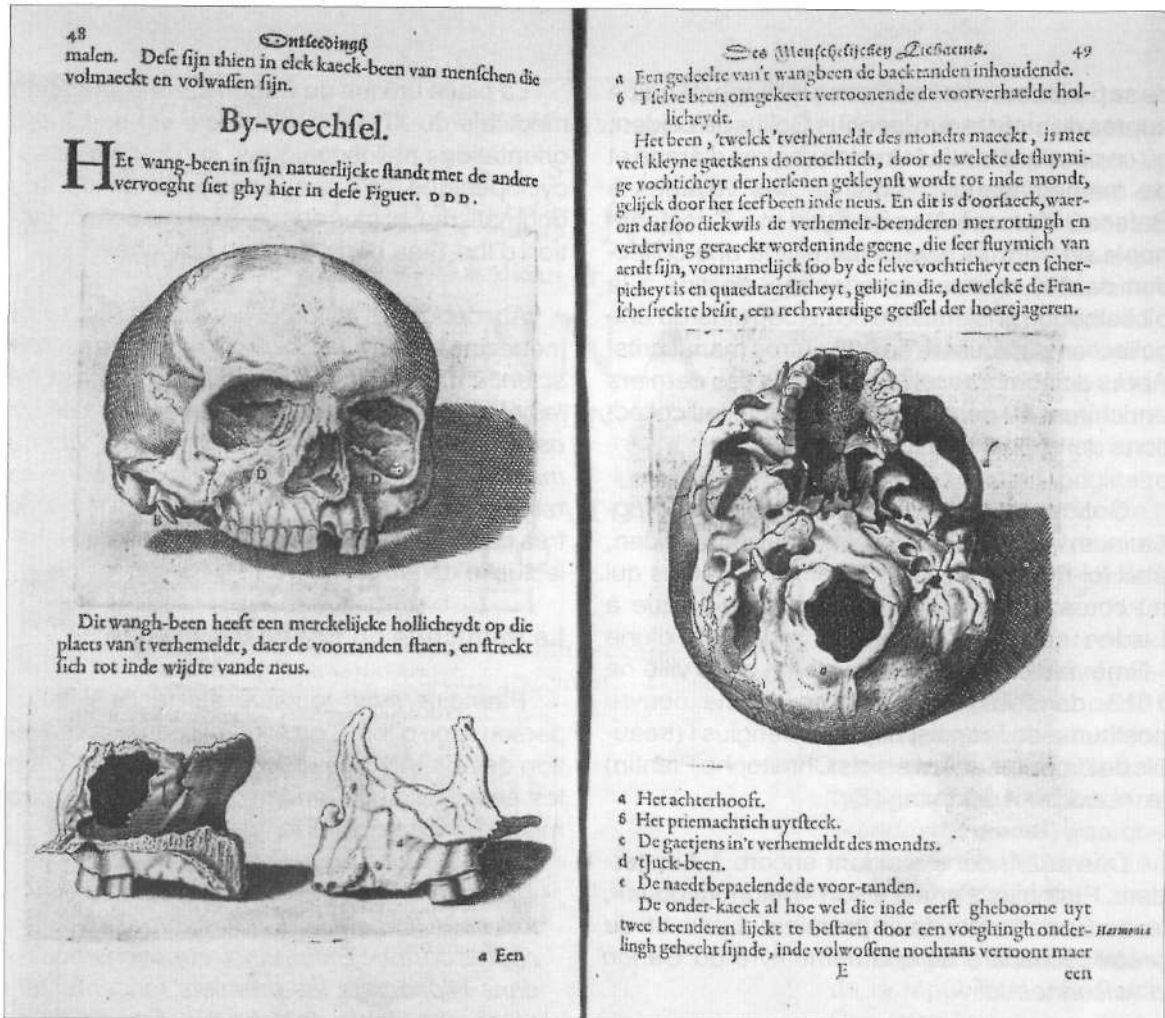 48
Ontleedingh
malen. Dese sijn thien in elck kaeck-been van menschen die
volmaeckt en volwassen sijn.
By-voechsel.
HEt wang-been in sijn natuerlijcke standt met de andere
vervoeght siet ghy hier in dese Figuer. D D D.
D
D
B
Dit wangh-been heeft een merckelijcke hollicheydt op die
plaets van't verhemeldt, daer de voortanden staen, en streckt
sich tot inde wijdte vande neus.
a
a Een
Des Menschelijcken Lichaems.
49
a Een gedeelte van't wangbeen de backtanden inhoudende.
b 'Tselve been omgekeert vertoonende de voorverhaelde hol-
licheydt.
Het been, 'twelck 'tverhemeldt des mondts maeckt, is met
veel kleyne gaetkens doortochtich, door de welcke de fluymi-
ge vochticheyt der hersenen gekleynst wordt tot inde mondt,
gelijck door het seefbeen inde neus. En dit is d'oorsaeck, waer-
om dat soo dickwils de verhemelt-beenderen met rottingh en
verderving geraeckt worden inde geene, die seer fluymich van
aerdt sijn, voornamelijck soo by de selve vochticheyt een scher-
picheyt is en quaedtaerdicheyt, gelijc in die, dewelckē de Fran-
sche sieckte besit, een rechvaerdige geessel der hoerejageren.
a Het achterhooft.
b Het priemachtich uytsteck.
c De gaetjens in't verhemeldt des mondts.
d 'tJuck-been.
e De naedt bepaelende de voor-tanden.
De onder-kaeck al hoe wel die inde eerst gheboorne uyt
twee beenderen lijckt te bestaen door een voeghingh onder-
Harmonia
lingh gehecht sijnde, inde volwossene nochtans vertoont maer
E
een